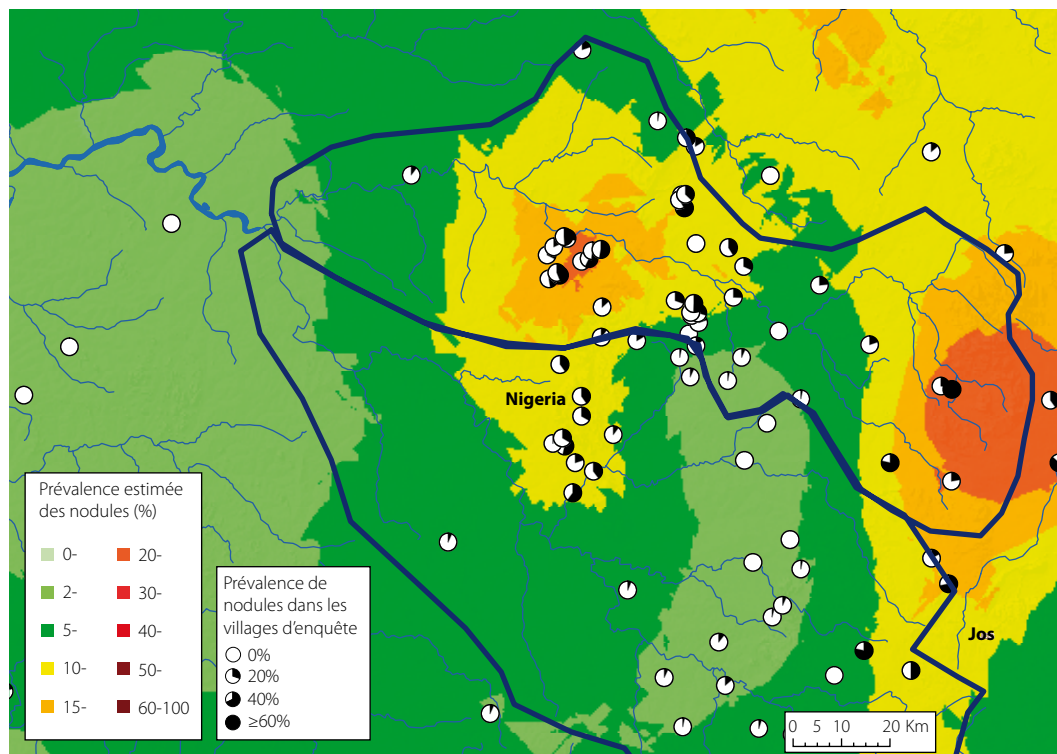 Nigeria
Jos
Prévalence estimée
des nodules (%)
0-
2-
5-
10-
15-
20-
30-
40-
50-
60-100
Prévalence de
nodules dans les
villages d'enquête
0%
20%
40%
≥60%
0 5 10 20 Km